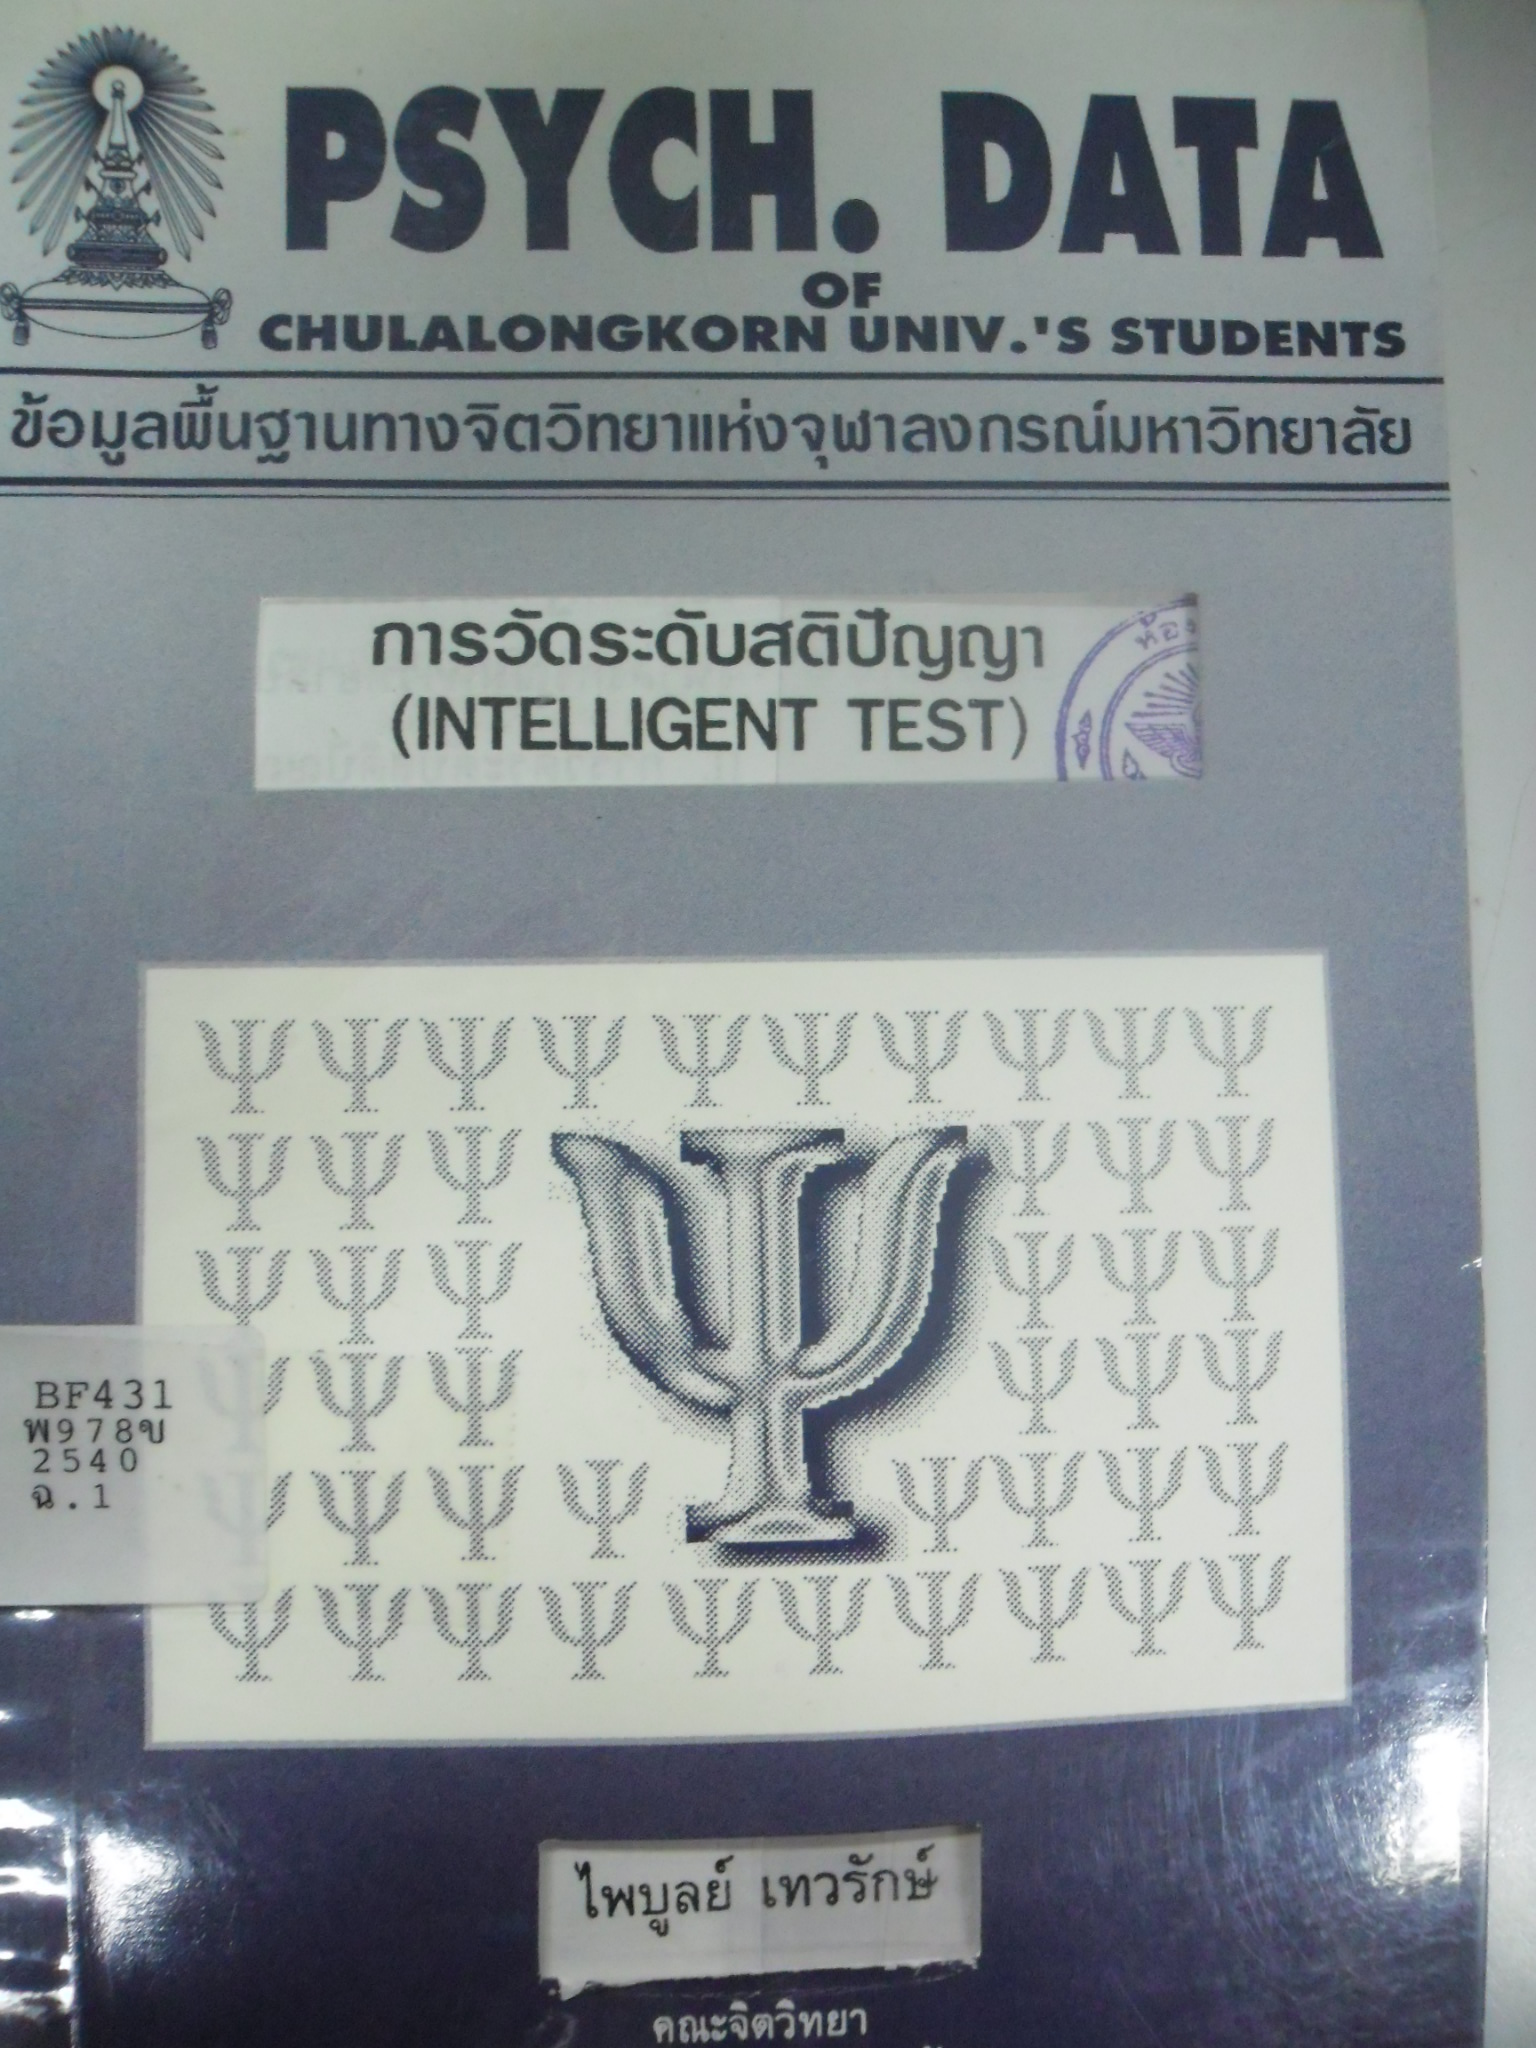 PSYCH. DATA
OF
CHULALONGKORN UNIV.'S STUDENTS
ข้อมูลพื้นฐานทางจิตวิทยาแห่งจุฬาลงกรณ์มหาวิทยาลัย
การวัดระดับสติปัญญา
(INTELLIGENT TEST)
BF431
พ978ข
2540
ฉ.1
ไพบูลย์ เทวรักษ์
คณะจิตวิทยา